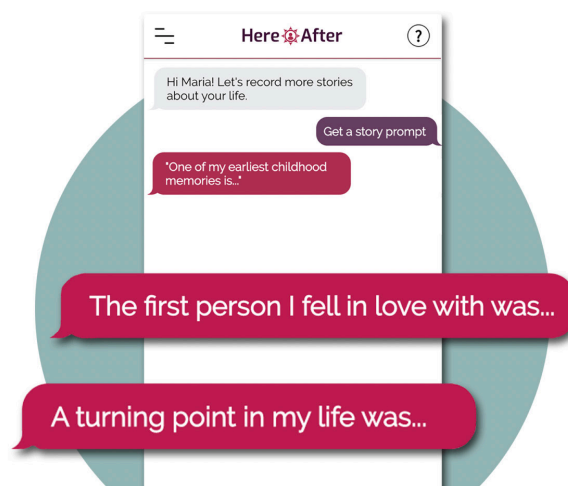 Here After
?
Hi Maria! Let's record more stories
about your life.
Get a story prompt
"One of my earliest childhood
memories is..."
The first person I fell in love with was...
A turning point in my life was...